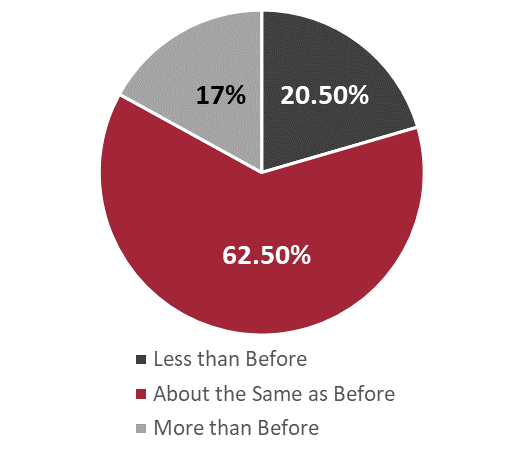 17%
20.50%
62.50%
Less than Before
About the Same as Before
More than Before